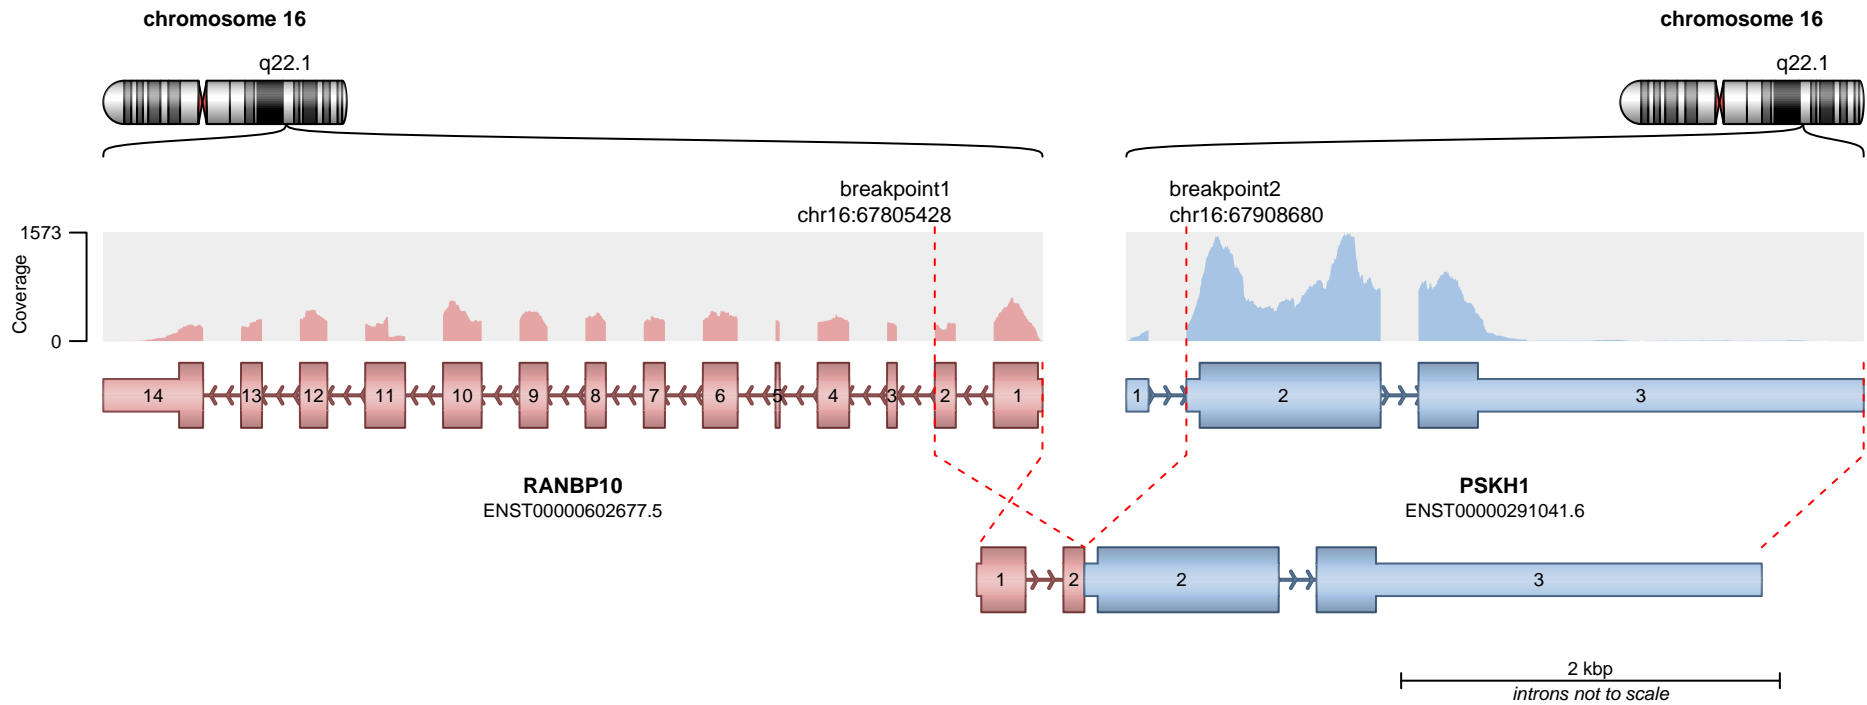 chromosome 16
chromosome 16
q22.1
q22.1
breakpoint1
chr16:67805428
breakpoint2
chr16:67908680
1573
Coverage
0
14 13 12 11 10 9 8 7 6 5 4 3 2 1
1 2 3
RANBP10
ENST00000602677.5
PSKH1
ENST00000291041.6
1 2 2 3
2 kbp
introns not to scale